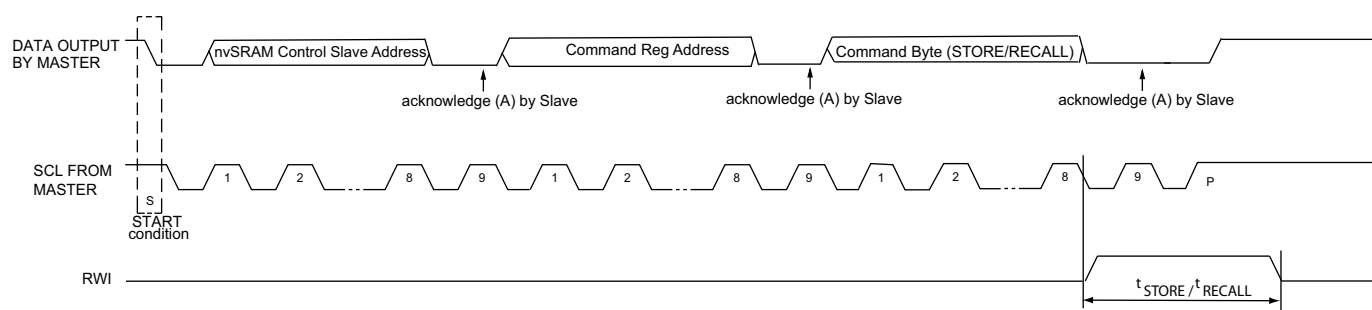 DATA OUTPUT
BY MASTER
nvSRAM Control Slave Address
Command Reg Address
Command Byte (STORE/RECALL)
acknowledge (A) by Slave
acknowledge (A) by Slave
acknowledge (A) by Slave
SCL FROM
MASTER
1
2
8
9
1
2
8
9
1
2
8
9
P
S
START
condition
RWI
t STORE / t RECALL